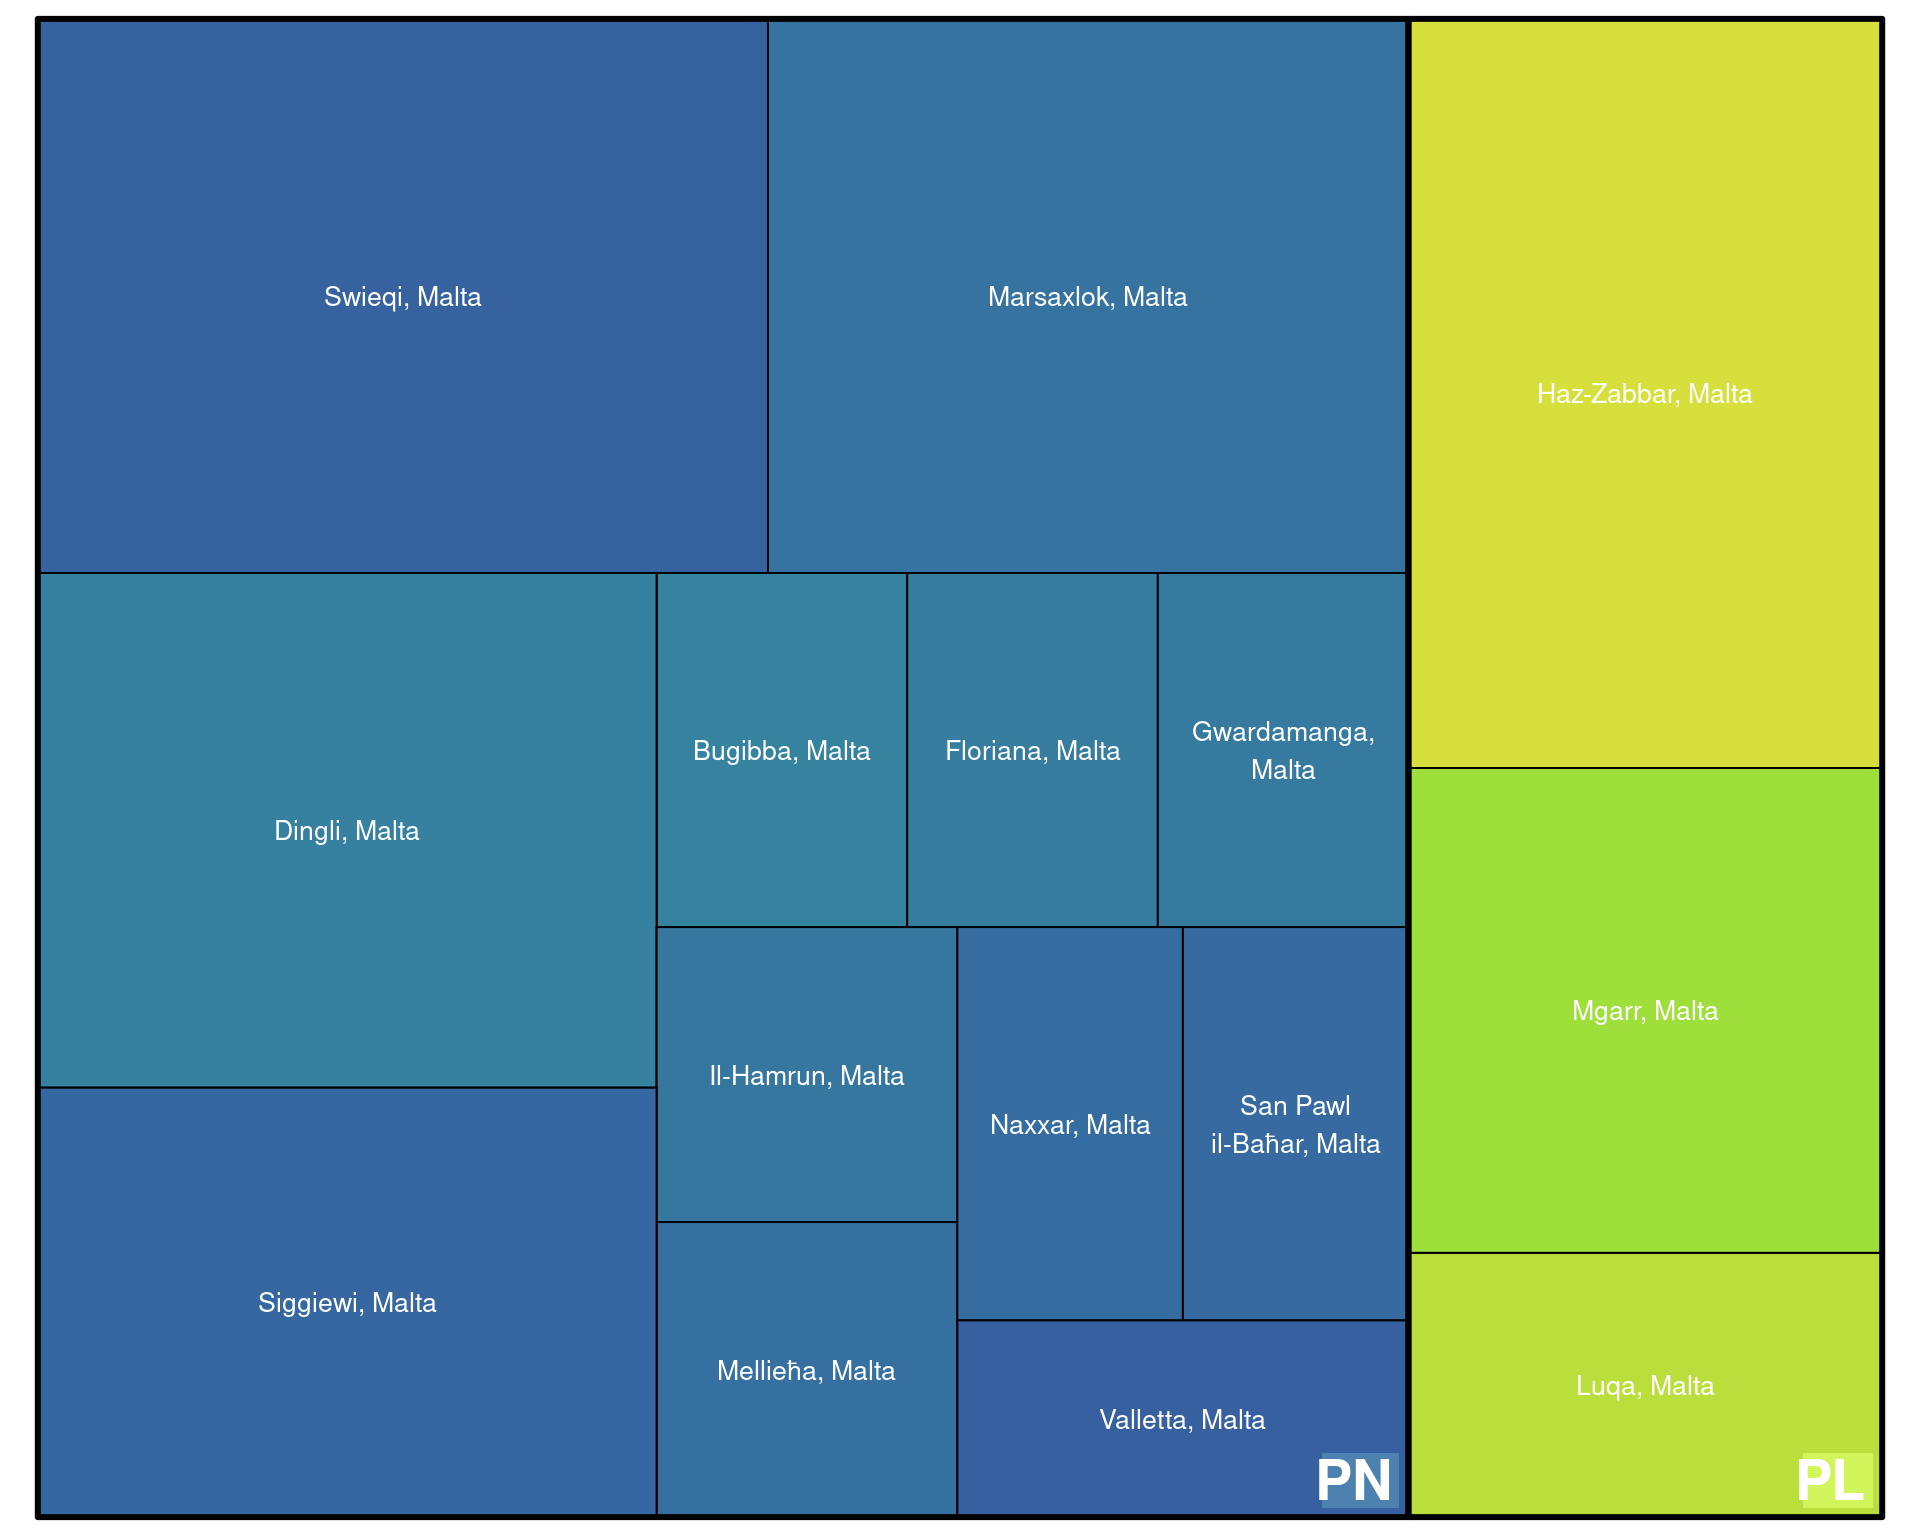 Swieqi, Malta
Marsaxlok, Malta
Haz-Zabbar, Malta
Dingli, Malta
Bugibba, Malta
Floriana, Malta
Gwardamanga,
Malta
Mgarr, Malta
Il-Hamrun, Malta
Naxxar, Malta
San Pawl
il-Baħar, Malta
Siggiewi, Malta
Mellieħa, Malta
Valletta, Malta
Luqa, Malta
PN
PL